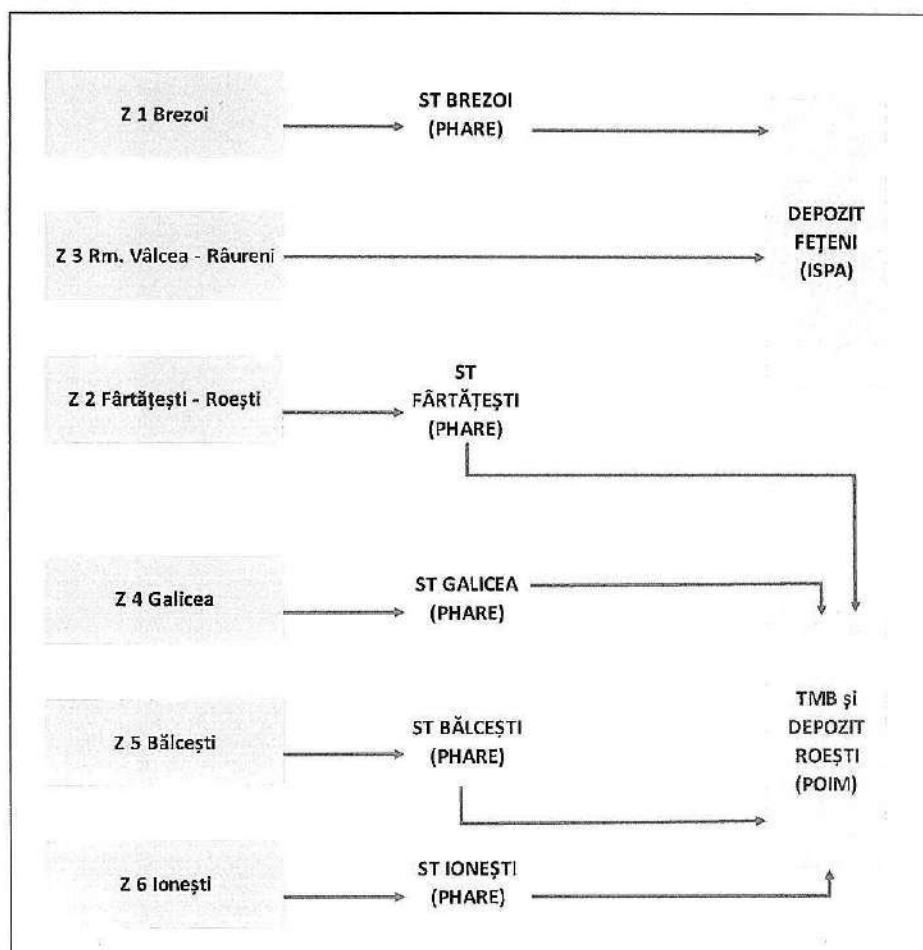 Z 1 Brezoi
ST BREZOI
(PHARE)
Z 3 Rm. Vâlcea - Râureni
DEPOZIT
FEȚENI
(ISPA)
Z 2 Fârtățești - Roești
ST
FÂRTĂȚEȘTI
(PHARE)
Z 4 Galicea
ST GALICEA
(PHARE)
Z 5 Bălcești
ST BĂLCEȘTI
(PHARE)
TMB și
DEPOZIT
ROEȘTI
(POIM)
Z 6 Ionești
ST IONEȘTI
(PHARE)